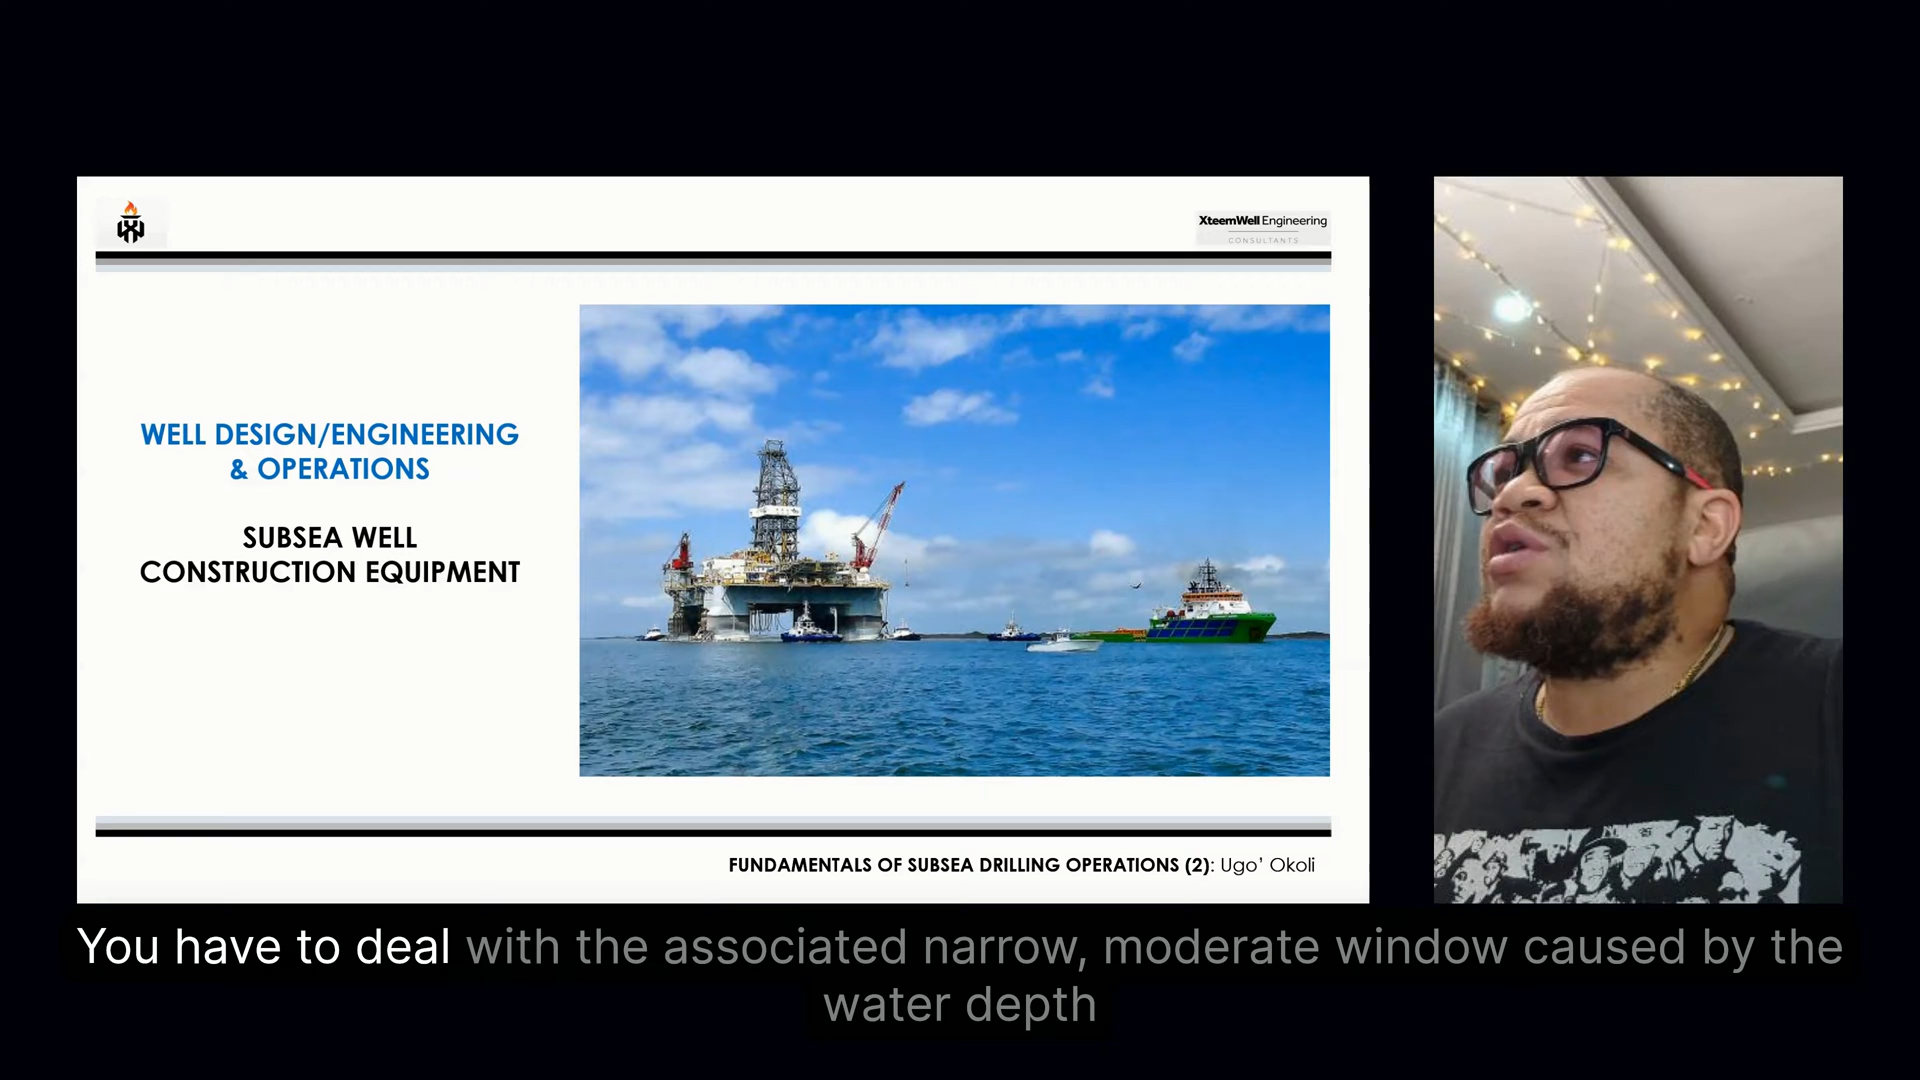 XteemWell Engineering
CONSULTANTS
WELL DESIGN/ENGINEERING
& OPERATIONS
SUBSEA WELL
CONSTRUCTION EQUIPMENT
FUNDAMENTALS OF SUBSEA DRILLING OPERATIONS (2): Ugo' Okoli
You have to deal with the associated narrow, moderate window caused by the
water depth